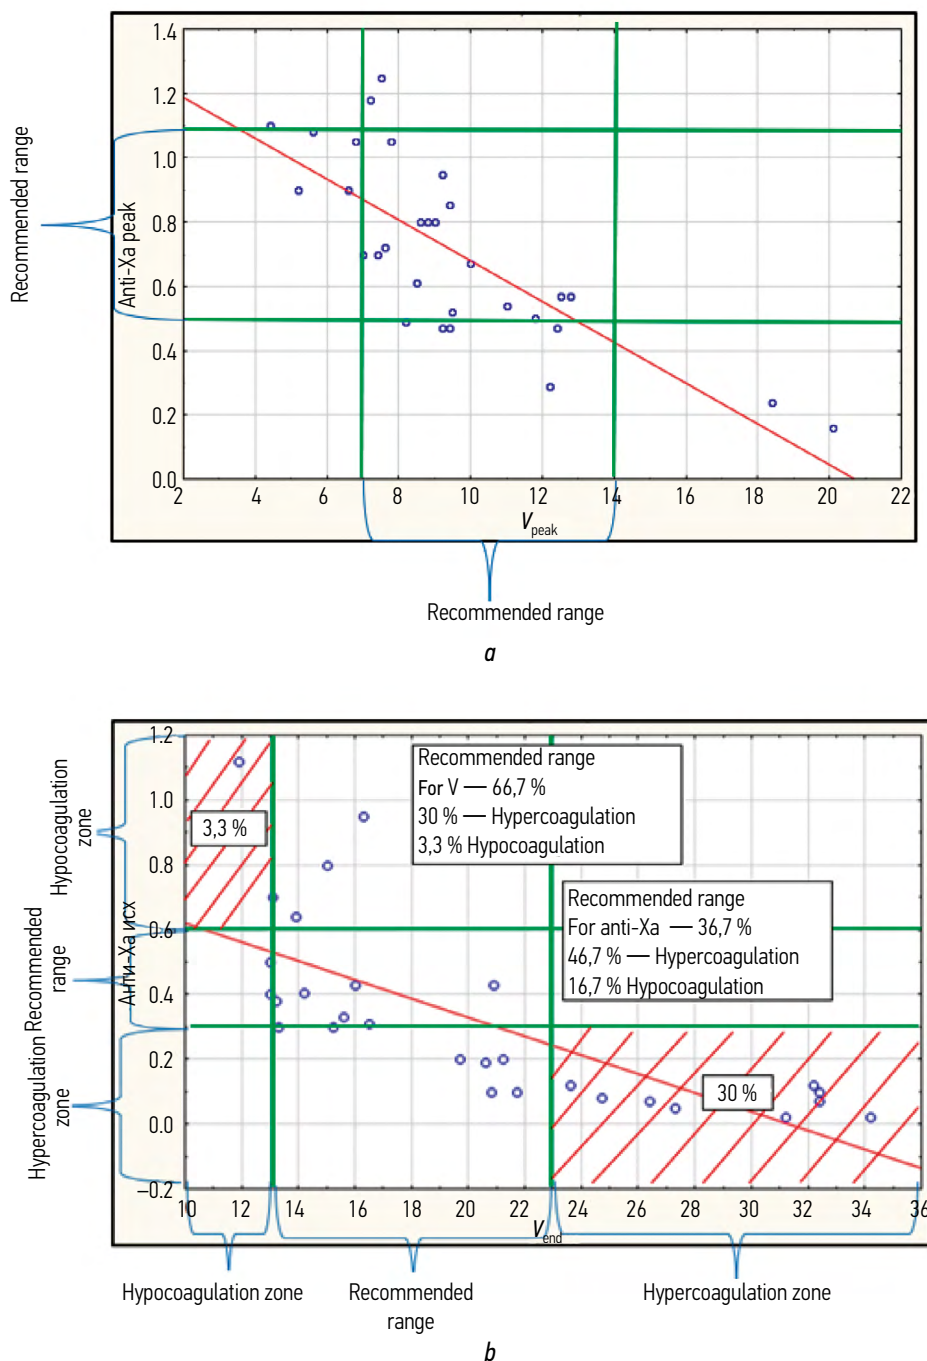 1.4
1.2
1.0
0.8
0.6
0.4
0.2
0.0
Recommended range
Anti-Xa peak
2 4 6 8 10 12 14 16 18 20 22
V peak
Recommended range
a
1.2
1.0
0.8
0.6
0.4
0.2
0.0
–0.2
Hypocoagulation
zone
Recommended
range
Hypercoagulation
zone
Анти-Ха исх
3,3 %
Recommended range
For V — 66,7 %
30 % — Hypercoagulation
3,3 % Hypocoagulation
Recommended range
For anti-Xa — 36,7 %
46,7 % — Hypercoagulation
16,7 % Hypocoagulation
30 %
10 12 14 16 18 20 22 24 26 28 30 32 34 36
V end
Hypocoagulation zone
Recommended
range
Hypercoagulation zone
b